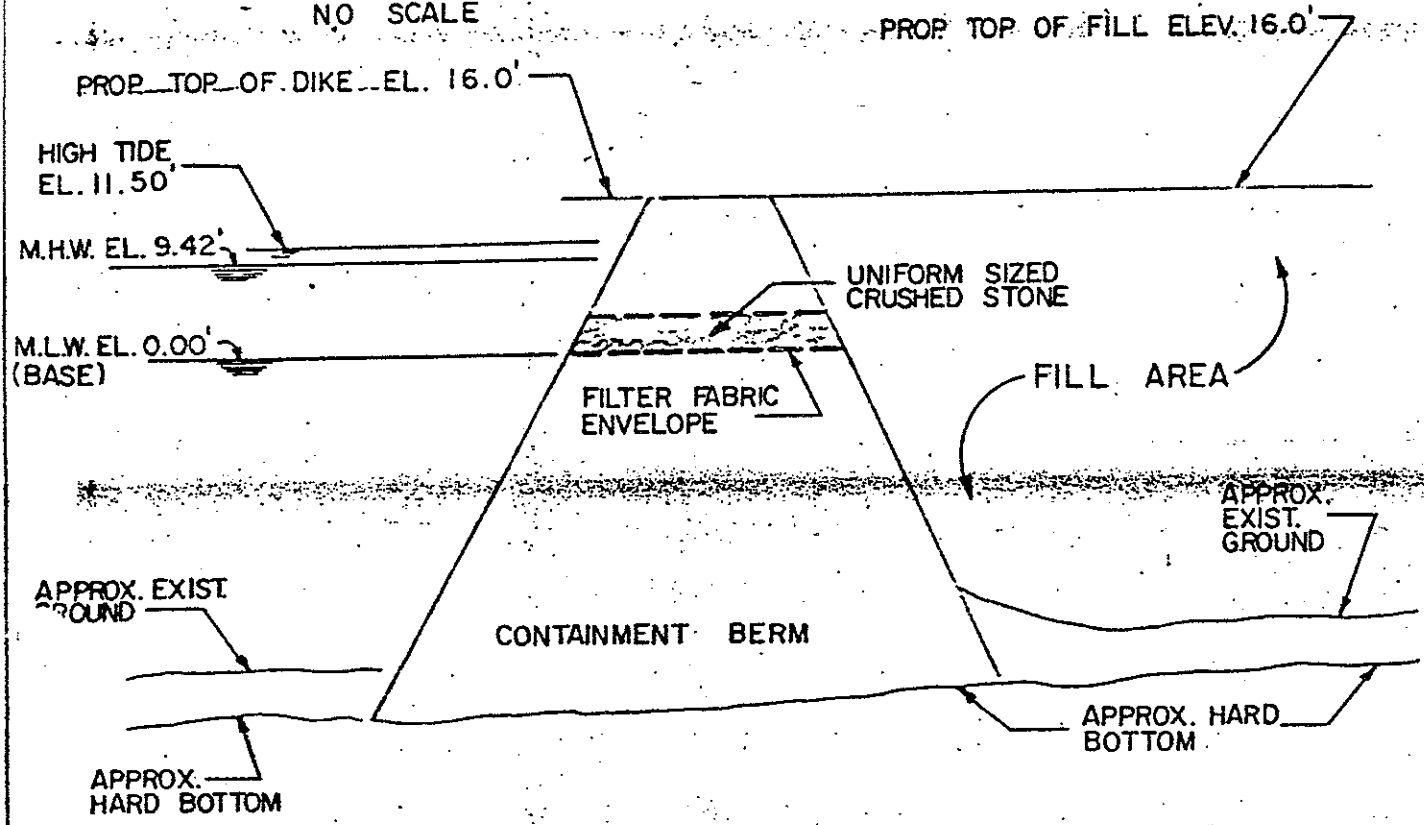 NO SCALE
PROP. TOP OF FILL ELEV. 16.0'
PROP. TOP OF DIKE EL. 16.0'
HIGH TIDE
EL. 11.50'
M.H.W. EL. 9.42'
UNIFORM SIZED
CRUSHED STONE
M.L.W. EL. 0.00'
(BASE)
FILL AREA
FILTER FABRIC
ENVELOPE
APPROX.
EXIST.
GROUND
APPROX. EXIST.
GROUND
CONTAINMENT BERM
APPROX. HARD
BOTTOM
APPROX.
HARD BOTTOM